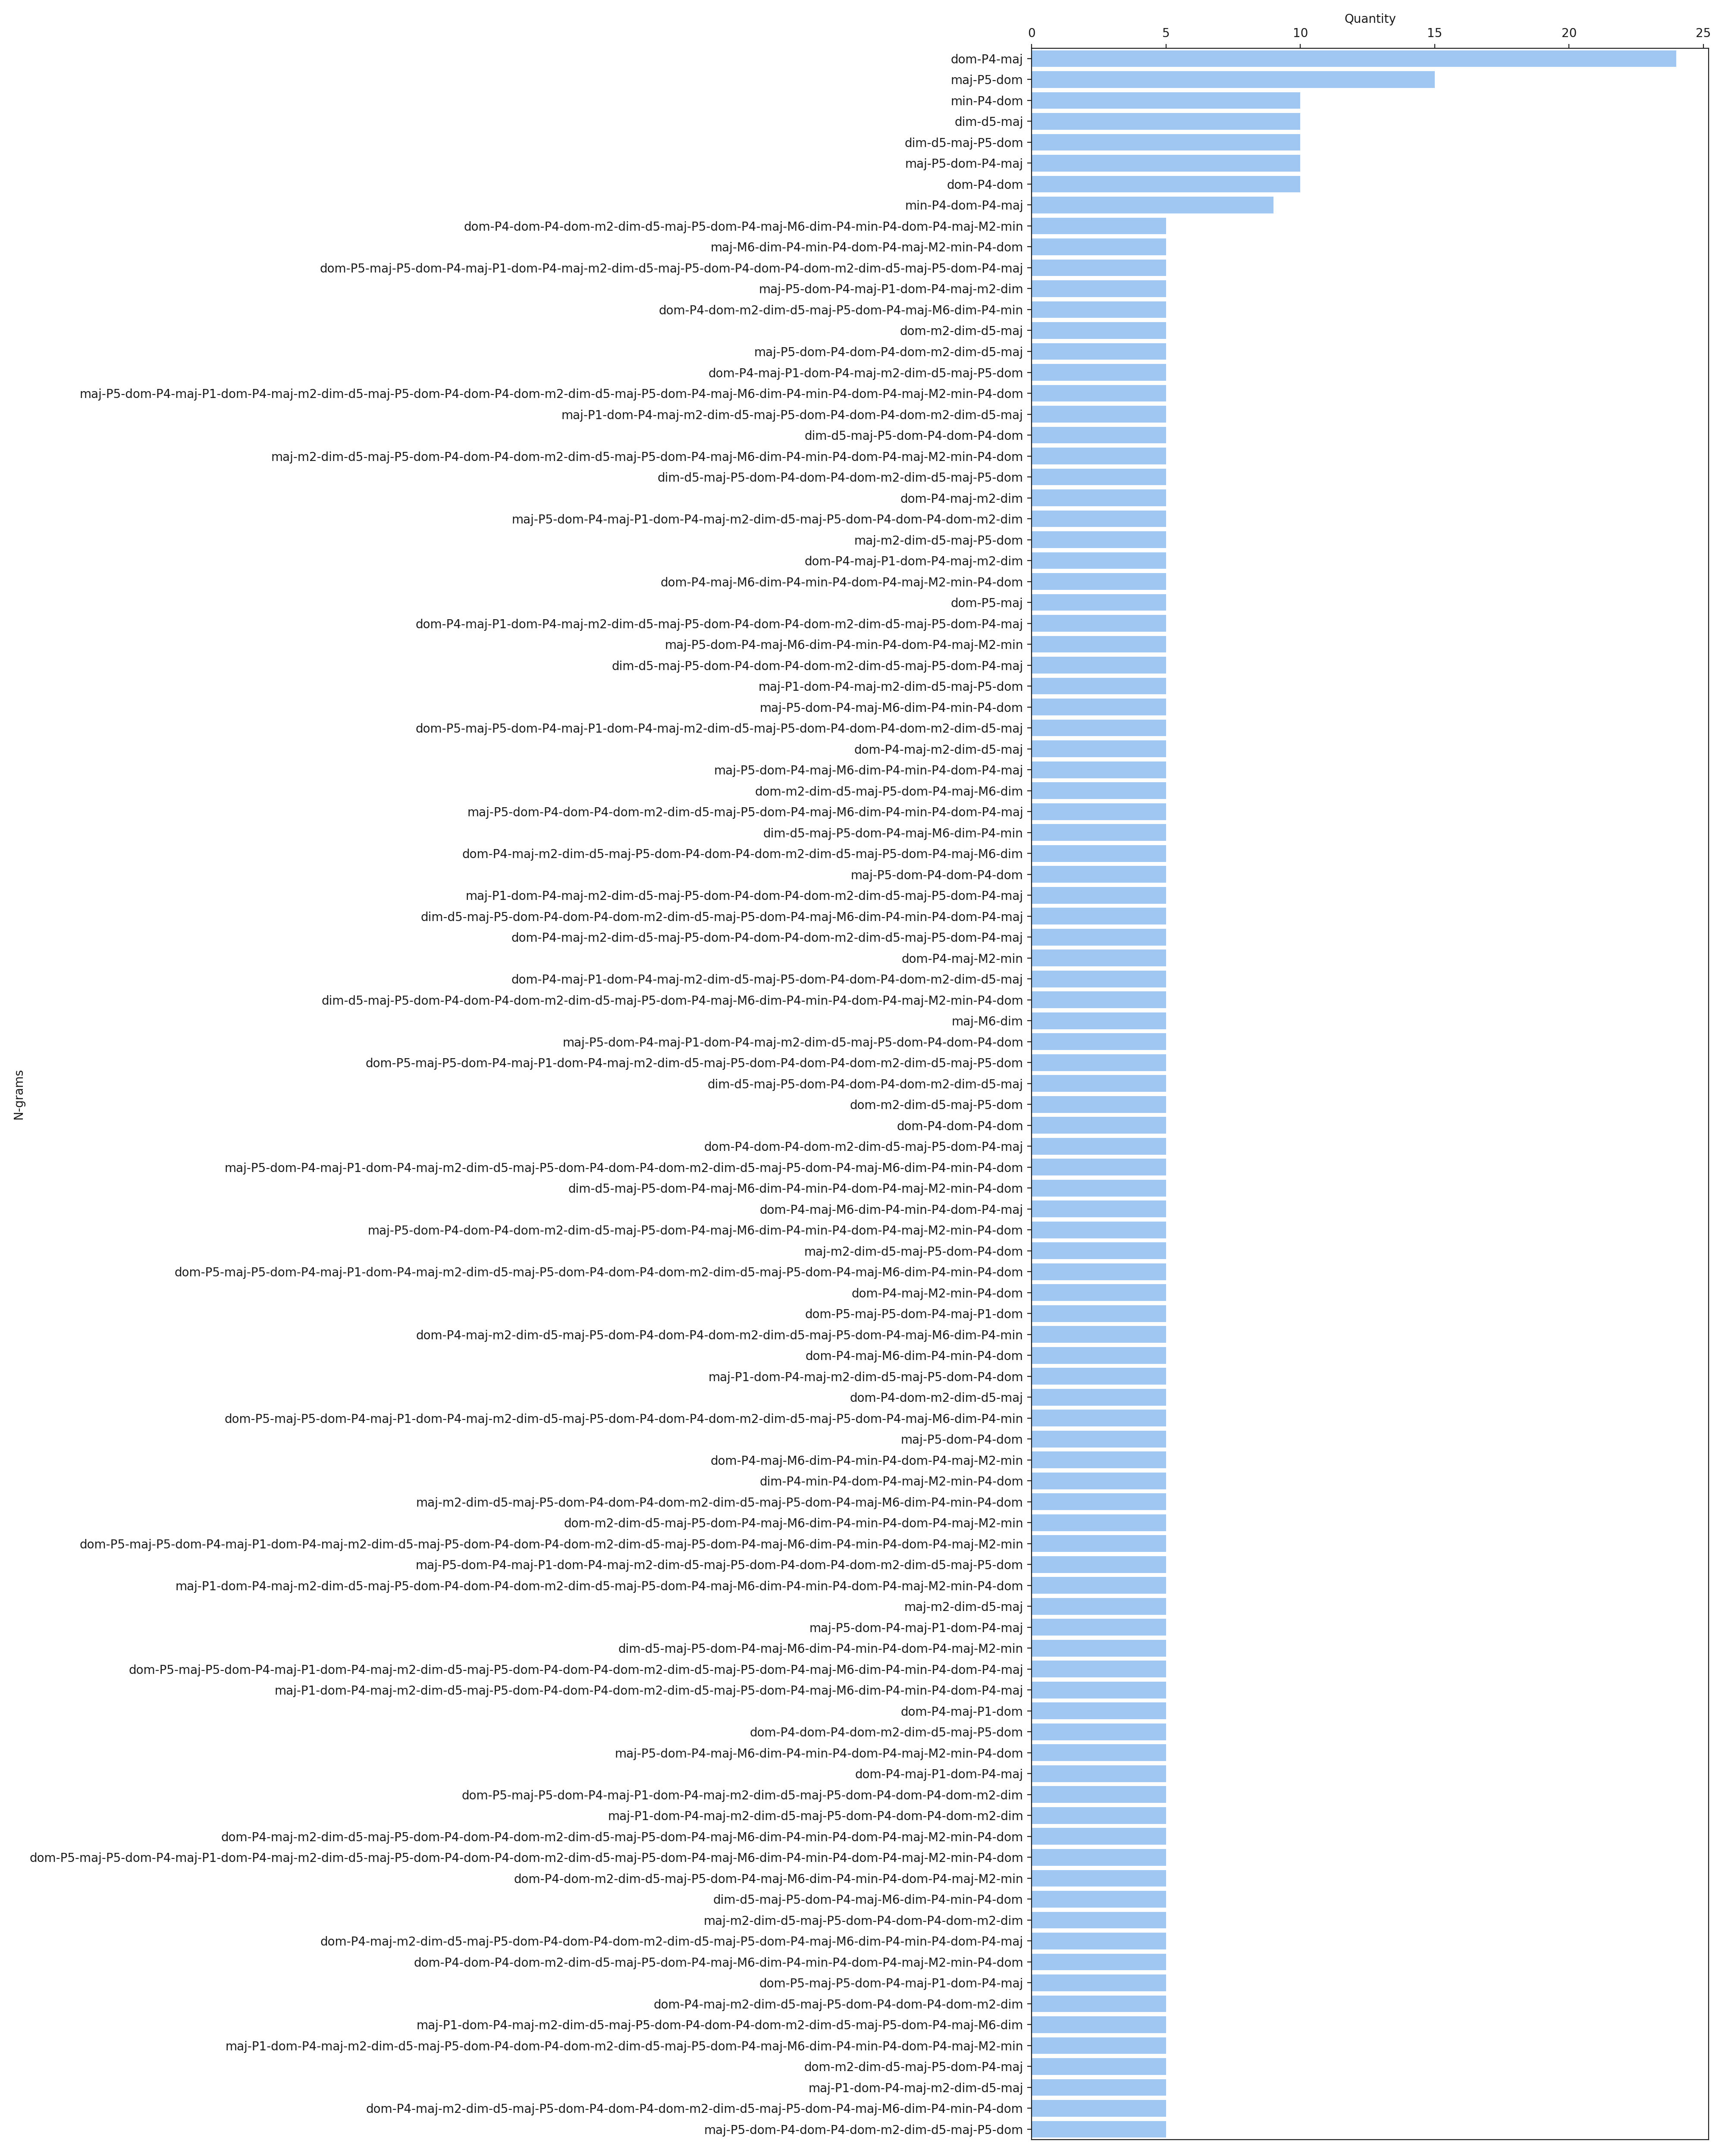 Quantity
0 5 10 15 20 25
dom-P4-maj
maj-P5-dom
min-P4-dom
dim-d5-maj
dim-d5-maj-P5-dom
maj-P5-dom-P4-maj
dom-P4-dom
min-P4-dom-P4-maj
dom-P4-dom-P4-dom-m2-dim-d5-maj-P5-dom-P4-maj-M6-dim-P4-min-P4-dom-P4-maj-M2-min
maj-M6-dim-P4-min-P4-dom-P4-maj-M2-min-P4-dom
dom-P5-maj-P5-dom-P4-maj-P1-dom-P4-maj-m2-dim-d5-maj-P5-dom-P4-dom-P4-dom-m2-dim-d5-maj-P5-dom-P4-maj
maj-P5-dom-P4-maj-P1-dom-P4-maj-m2-dim
dom-P4-dom-m2-dim-d5-maj-P5-dom-P4-maj-M6-dim-P4-min
dom-m2-dim-d5-maj
maj-P5-dom-P4-dom-P4-dom-m2-dim-d5-maj
dom-P4-maj-P1-dom-P4-maj-m2-dim-d5-maj-P5-dom
maj-P5-dom-P4-maj-P1-dom-P4-maj-m2-dim-d5-maj-P5-dom-P4-dom-P4-dom-m2-dim-d5-maj-P5-dom-P4-maj-M6-dim-P4-min-P4-dom-P4-maj-M2-min-P4-dom
maj-P1-dom-P4-maj-m2-dim-d5-maj-P5-dom-P4-dom-P4-dom-m2-dim-d5-maj
dim-d5-maj-P5-dom-P4-dom-P4-dom
maj-m2-dim-d5-maj-P5-dom-P4-dom-P4-dom-m2-dim-d5-maj-P5-dom-P4-maj-M6-dim-P4-min-P4-dom-P4-maj-M2-min-P4-dom
dim-d5-maj-P5-dom-P4-dom-P4-dom-m2-dim-d5-maj-P5-dom
dom-P4-maj-m2-dim
maj-P5-dom-P4-maj-P1-dom-P4-maj-m2-dim-d5-maj-P5-dom-P4-dom-P4-dom-m2-dim
maj-m2-dim-d5-maj-P5-dom
dom-P4-maj-P1-dom-P4-maj-m2-dim
dom-P4-maj-M6-dim-P4-min-P4-dom-P4-maj-M2-min-P4-dom
dom-P5-maj
dom-P4-maj-P1-dom-P4-maj-m2-dim-d5-maj-P5-dom-P4-dom-P4-dom-m2-dim-d5-maj-P5-dom-P4-maj
maj-P5-dom-P4-maj-M6-dim-P4-min-P4-dom-P4-maj-M2-min
dim-d5-maj-P5-dom-P4-dom-P4-dom-m2-dim-d5-maj-P5-dom-P4-maj
maj-P1-dom-P4-maj-m2-dim-d5-maj-P5-dom
maj-P5-dom-P4-maj-M6-dim-P4-min-P4-dom
dom-P5-maj-P5-dom-P4-maj-P1-dom-P4-maj-m2-dim-d5-maj-P5-dom-P4-dom-P4-dom-m2-dim-d5-maj
dom-P4-maj-m2-dim-d5-maj
maj-P5-dom-P4-maj-M6-dim-P4-min-P4-dom-P4-maj
dom-m2-dim-d5-maj-P5-dom-P4-maj-M6-dim
maj-P5-dom-P4-dom-P4-dom-m2-dim-d5-maj-P5-dom-P4-maj-M6-dim-P4-min-P4-dom-P4-maj
dim-d5-maj-P5-dom-P4-maj-M6-dim-P4-min
dom-P4-maj-m2-dim-d5-maj-P5-dom-P4-dom-P4-dom-m2-dim-d5-maj-P5-dom-P4-maj-M6-dim
maj-P5-dom-P4-dom-P4-dom
maj-P1-dom-P4-maj-m2-dim-d5-maj-P5-dom-P4-dom-P4-dom-m2-dim-d5-maj-P5-dom-P4-maj
dim-d5-maj-P5-dom-P4-dom-P4-dom-m2-dim-d5-maj-P5-dom-P4-maj-M6-dim-P4-min-P4-dom-P4-maj
dom-P4-maj-m2-dim-d5-maj-P5-dom-P4-dom-P4-dom-m2-dim-d5-maj-P5-dom-P4-maj
dom-P4-maj-M2-min
dom-P4-maj-P1-dom-P4-maj-m2-dim-d5-maj-P5-dom-P4-dom-P4-dom-m2-dim-d5-maj
dim-d5-maj-P5-dom-P4-dom-P4-dom-m2-dim-d5-maj-P5-dom-P4-maj-M6-dim-P4-min-P4-dom-P4-maj-M2-min-P4-dom
maj-M6-dim
maj-P5-dom-P4-maj-P1-dom-P4-maj-m2-dim-d5-maj-P5-dom-P4-dom-P4-dom
dom-P5-maj-P5-dom-P4-maj-P1-dom-P4-maj-m2-dim-d5-maj-P5-dom-P4-dom-P4-dom-m2-dim-d5-maj-P5-dom
dim-d5-maj-P5-dom-P4-dom-P4-dom-m2-dim-d5-maj
dom-m2-dim-d5-maj-P5-dom
dom-P4-dom-P4-dom
dom-P4-dom-P4-dom-m2-dim-d5-maj-P5-dom-P4-maj
maj-P5-dom-P4-maj-P1-dom-P4-maj-m2-dim-d5-maj-P5-dom-P4-dom-P4-dom-m2-dim-d5-maj-P5-dom-P4-maj-M6-dim-P4-min-P4-dom
dim-d5-maj-P5-dom-P4-maj-M6-dim-P4-min-P4-dom-P4-maj-M2-min-P4-dom
dom-P4-maj-M6-dim-P4-min-P4-dom-P4-maj
maj-P5-dom-P4-dom-P4-dom-m2-dim-d5-maj-P5-dom-P4-maj-M6-dim-P4-min-P4-dom-P4-maj-M2-min-P4-dom
maj-m2-dim-d5-maj-P5-dom-P4-dom
dom-P5-maj-P5-dom-P4-maj-P1-dom-P4-maj-m2-dim-d5-maj-P5-dom-P4-dom-P4-dom-m2-dim-d5-maj-P5-dom-P4-maj-M6-dim-P4-min-P4-dom
dom-P4-maj-M2-min-P4-dom
dom-P5-maj-P5-dom-P4-maj-P1-dom
dom-P4-maj-m2-dim-d5-maj-P5-dom-P4-dom-P4-dom-m2-dim-d5-maj-P5-dom-P4-maj-M6-dim-P4-min
dom-P4-maj-M6-dim-P4-min-P4-dom
maj-P1-dom-P4-maj-m2-dim-d5-maj-P5-dom-P4-dom
dom-P4-dom-m2-dim-d5-maj
dom-P5-maj-P5-dom-P4-maj-P1-dom-P4-maj-m2-dim-d5-maj-P5-dom-P4-dom-P4-dom-m2-dim-d5-maj-P5-dom-P4-maj-M6-dim-P4-min
maj-P5-dom-P4-dom
dom-P4-maj-M6-dim-P4-min-P4-dom-P4-maj-M2-min
dim-P4-min-P4-dom-P4-maj-M2-min-P4-dom
maj-m2-dim-d5-maj-P5-dom-P4-dom-P4-dom-m2-dim-d5-maj-P5-dom-P4-maj-M6-dim-P4-min-P4-dom
dom-m2-dim-d5-maj-P5-dom-P4-maj-M6-dim-P4-min-P4-dom-P4-maj-M2-min
dom-P5-maj-P5-dom-P4-maj-P1-dom-P4-maj-m2-dim-d5-maj-P5-dom-P4-dom-P4-dom-m2-dim-d5-maj-P5-dom-P4-maj-M6-dim-P4-min-P4-dom-P4-maj-M2-min
maj-P5-dom-P4-maj-P1-dom-P4-maj-m2-dim-d5-maj-P5-dom-P4-dom-P4-dom-m2-dim-d5-maj-P5-dom
maj-P1-dom-P4-maj-m2-dim-d5-maj-P5-dom-P4-dom-P4-dom-m2-dim-d5-maj-P5-dom-P4-maj-M6-dim-P4-min-P4-dom-P4-maj-M2-min-P4-dom
maj-m2-dim-d5-maj
maj-P5-dom-P4-maj-P1-dom-P4-maj
dim-d5-maj-P5-dom-P4-maj-M6-dim-P4-min-P4-dom-P4-maj-M2-min
dom-P5-maj-P5-dom-P4-maj-P1-dom-P4-maj-m2-dim-d5-maj-P5-dom-P4-dom-P4-dom-m2-dim-d5-maj-P5-dom-P4-maj-M6-dim-P4-min-P4-dom-P4-maj
maj-P1-dom-P4-maj-m2-dim-d5-maj-P5-dom-P4-dom-P4-dom-m2-dim-d5-maj-P5-dom-P4-maj-M6-dim-P4-min-P4-dom-P4-maj
dom-P4-maj-P1-dom
dom-P4-dom-P4-dom-m2-dim-d5-maj-P5-dom
maj-P5-dom-P4-maj-M6-dim-P4-min-P4-dom-P4-maj-M2-min-P4-dom
dom-P4-maj-P1-dom-P4-maj
dom-P5-maj-P5-dom-P4-maj-P1-dom-P4-maj-m2-dim-d5-maj-P5-dom-P4-dom-P4-dom-m2-dim
maj-P1-dom-P4-maj-m2-dim-d5-maj-P5-dom-P4-dom-P4-dom-m2-dim
dom-P4-maj-m2-dim-d5-maj-P5-dom-P4-dom-P4-dom-m2-dim-d5-maj-P5-dom-P4-maj-M6-dim-P4-min-P4-dom-P4-maj-M2-min-P4-dom
dom-P5-maj-P5-dom-P4-maj-P1-dom-P4-maj-m2-dim-d5-maj-P5-dom-P4-dom-P4-dom-m2-dim-d5-maj-P5-dom-P4-maj-M6-dim-P4-min-P4-dom-P4-maj-M2-min-P4-dom
dom-P4-dom-m2-dim-d5-maj-P5-dom-P4-maj-M6-dim-P4-min-P4-dom-P4-maj-M2-min
dim-d5-maj-P5-dom-P4-maj-M6-dim-P4-min-P4-dom
maj-m2-dim-d5-maj-P5-dom-P4-dom-P4-dom-m2-dim
dom-P4-maj-m2-dim-d5-maj-P5-dom-P4-dom-P4-dom-m2-dim-d5-maj-P5-dom-P4-maj-M6-dim-P4-min-P4-dom-P4-maj
dom-P4-dom-P4-dom-m2-dim-d5-maj-P5-dom-P4-maj-M6-dim-P4-min-P4-dom-P4-maj-M2-min-P4-dom
dom-P5-maj-P5-dom-P4-maj-P1-dom-P4-maj
dom-P4-maj-m2-dim-d5-maj-P5-dom-P4-dom-P4-dom-m2-dim
maj-P1-dom-P4-maj-m2-dim-d5-maj-P5-dom-P4-dom-P4-dom-m2-dim-d5-maj-P5-dom-P4-maj-M6-dim
maj-P1-dom-P4-maj-m2-dim-d5-maj-P5-dom-P4-dom-P4-dom-m2-dim-d5-maj-P5-dom-P4-maj-M6-dim-P4-min-P4-dom-P4-maj-M2-min
dom-m2-dim-d5-maj-P5-dom-P4-maj
maj-P1-dom-P4-maj-m2-dim-d5-maj
dom-P4-maj-m2-dim-d5-maj-P5-dom-P4-dom-P4-dom-m2-dim-d5-maj-P5-dom-P4-maj-M6-dim-P4-min-P4-dom
maj-P5-dom-P4-dom-P4-dom-m2-dim-d5-maj-P5-dom
N-grams